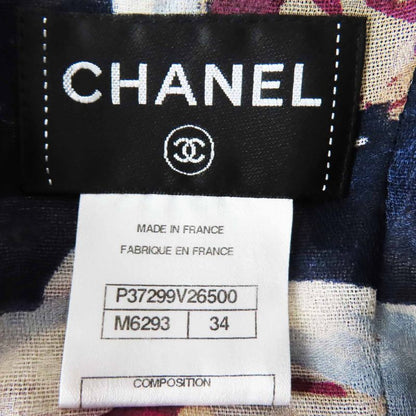 CHANEL
MADE IN FRANCE
FABRIQUE EN FRANCE
P37299V26500
M6293 34
COMPOSITION